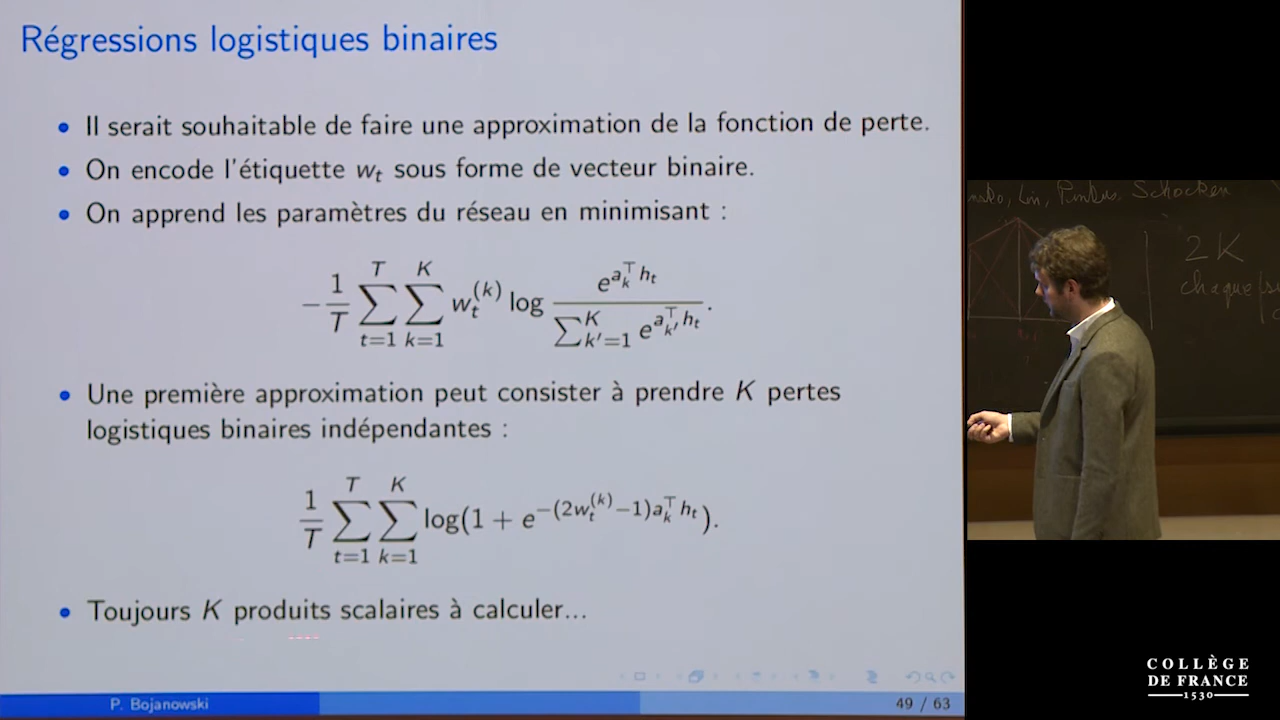 Régressions logistiques binaires
• Il serait souhaitable de faire une approximation de la fonction de perte.
• On encode l'étiquette w_t sous forme de vecteur binaire.
• On apprend les paramètres du réseau en minimisant :
−\frac{1}{T} \sum_{t=1}^{T} \sum_{k=1}^{K} w_t^{(k)} \log \frac{e^{a_k^⊤ h_t}}{\sum_{k'=1}^{K} e^{a_{k'}^⊤ h_t}}.
• Une première approximation peut consister à prendre K pertes
logistiques binaires indépendantes :
\frac{1}{T} \sum_{t=1}^{T} \sum_{k=1}^{K} \log(1 + e^{−(2w_t^{(k)}−1)a_k^⊤ h_t}).
• Toujours K produits scalaires à calculer...
P. Bojanowski
49 / 63
Lin, Schocken
2K
chaque
COLLÈGE
DE FRANCE
1530